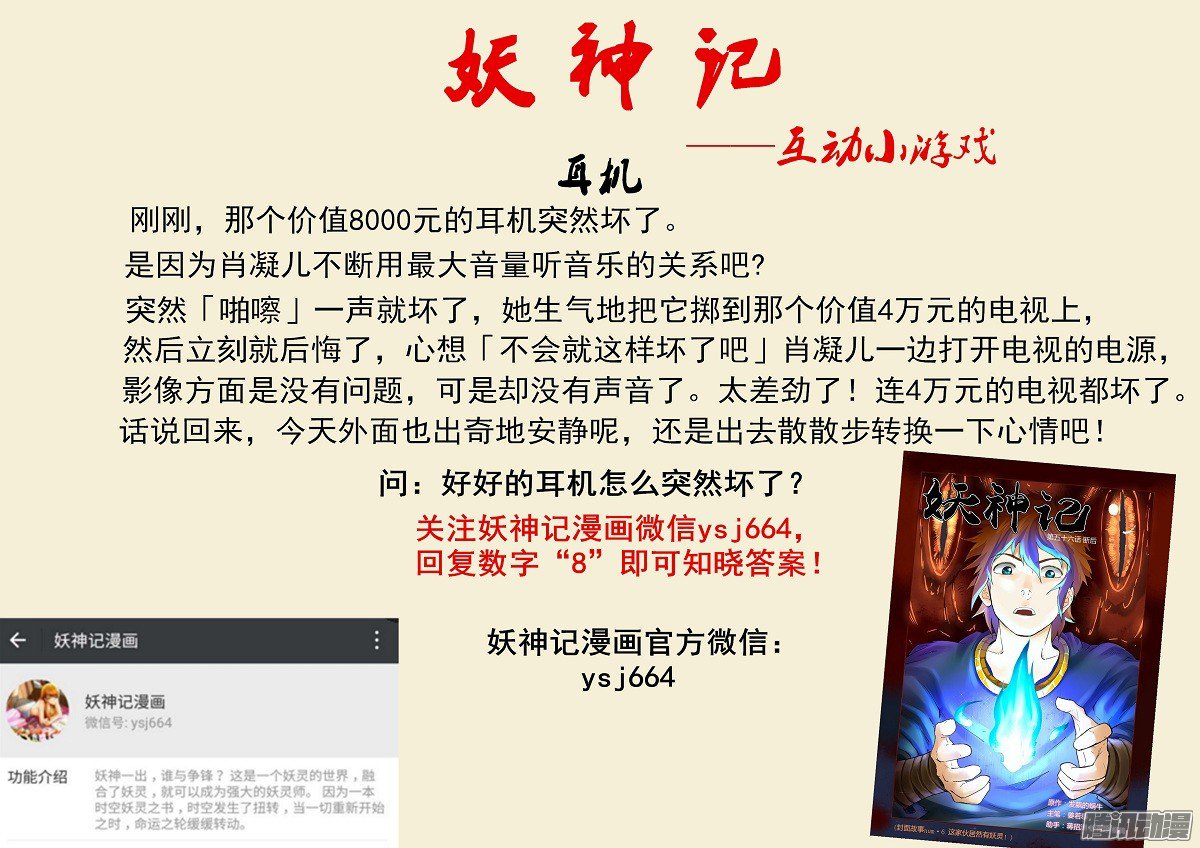 妖神记
——互动小游戏
耳机
刚刚，那个价值8000元的耳机突然坏了。
是因为肖凝儿不断用最大音量听音乐的关系吧?
突然「啪嚓」一声就坏了，她生气地把它掷到那个价值4万元的电视上，
然后立刻就后悔了，心想「不会就这样坏了吧」肖凝儿一边打开电视的电源，
影像方面是没有问题，可是却没有声音了。太差劲了！连4万元的电视都坏了。
话说回来，今天外面也出奇地安静呢，还是出去散散步转换一下心情吧！
问：好好的耳机怎么突然坏了？
关注妖神记漫画微信ysj664，
回复数字“8”即可知晓答案！
妖神记漫画官方微信：
ysj664
妖神记漫画
妖神记漫画
微信号: ysj664
功能介绍
妖神一出，谁与争锋？这是一个妖灵的世界，融
合了妖灵，就可以成为强大的妖灵师。因为一本
时空妖灵之书，时空发生了扭转，当一切重新开始
之时，命运之轮缓缓转动。
妖神记
第五十六话 断后
原作：发飙的蜗牛
主笔：
助手：
(封面故事num·6.这家伙居然有妖灵！)
腾讯动漫